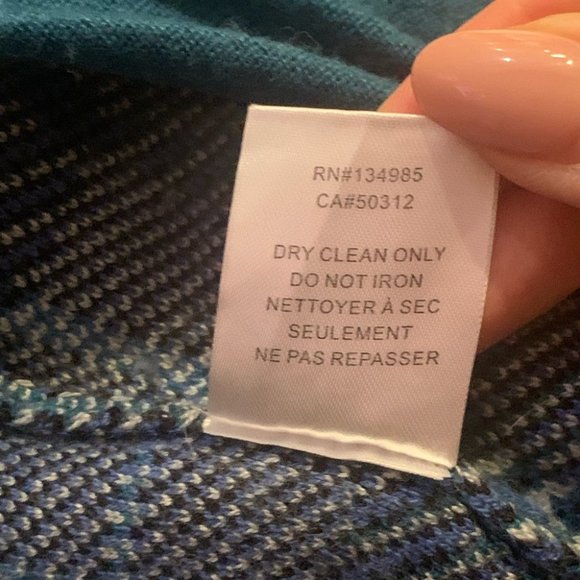 RN#134985
CA#50312
DRY CLEAN ONLY
DO NOT IRON
NETTOYER À SEC
SEULEMENT
NE PAS REPASSER